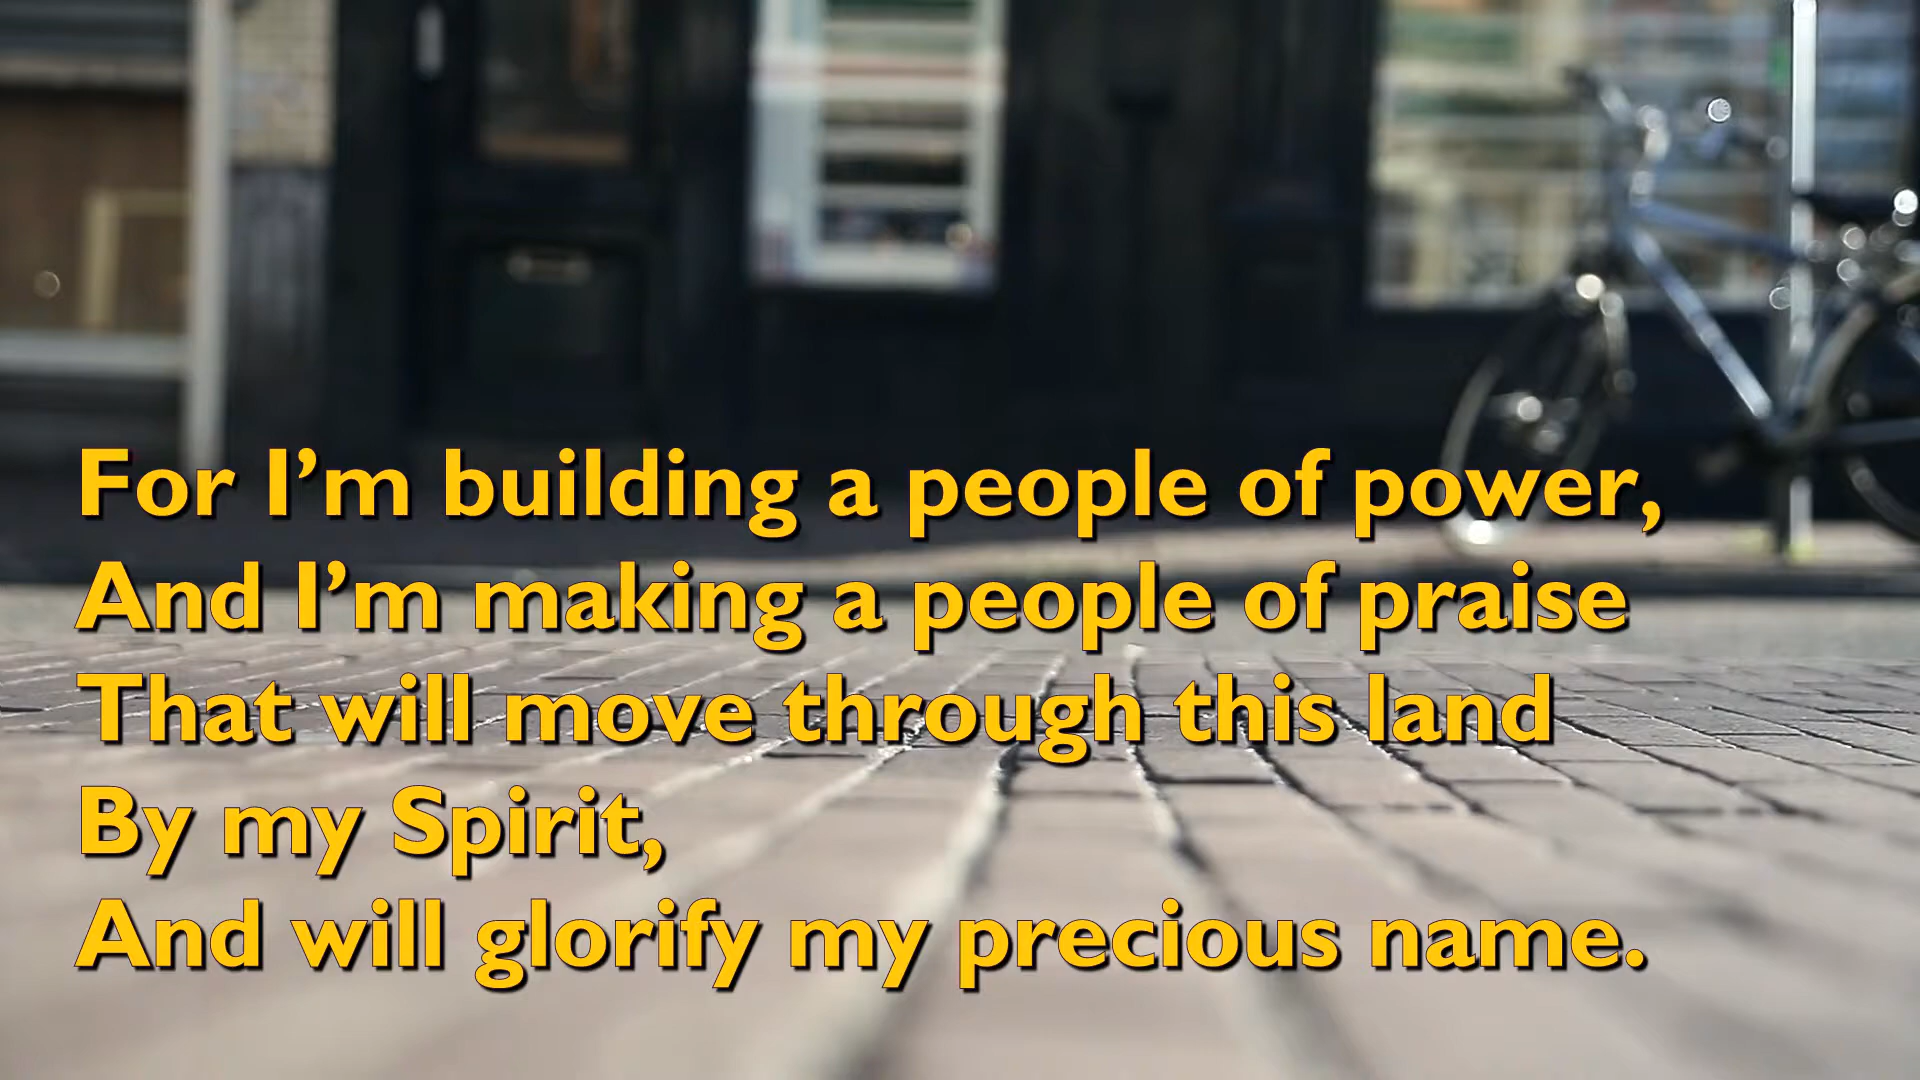 For I’m building a people of power,
And I’m making a people of praise
That will move through this land
By my Spirit,
And will glorify my precious name.